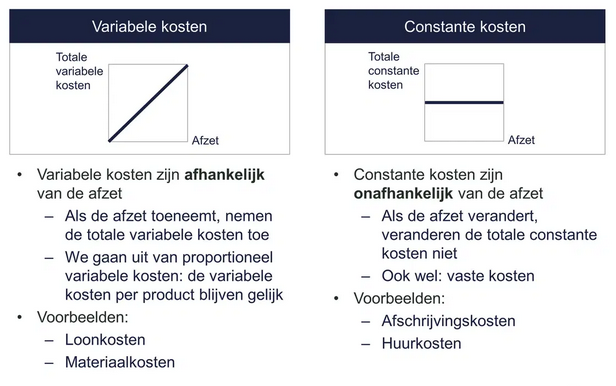 Variabele kosten
Totale
variabele
kosten
Afzet
• Variabele kosten zijn afhankelijk
van de afzet
– Als de afzet toeneemt, nemen
de totale variabele kosten toe
– We gaan uit van proportioneel
variabele kosten: de variabele
kosten per product blijven gelijk
• Voorbeelden:
– Loonkosten
– Materiaalkosten
Constante kosten
Totale
constante
kosten
Afzet
• Constante kosten zijn
onafhankelijk van de afzet
– Als de afzet verandert,
veranderen de totale constante
kosten niet
– Ook wel: vaste kosten
• Voorbeelden:
– Afschrijvingskosten
– Huurkosten